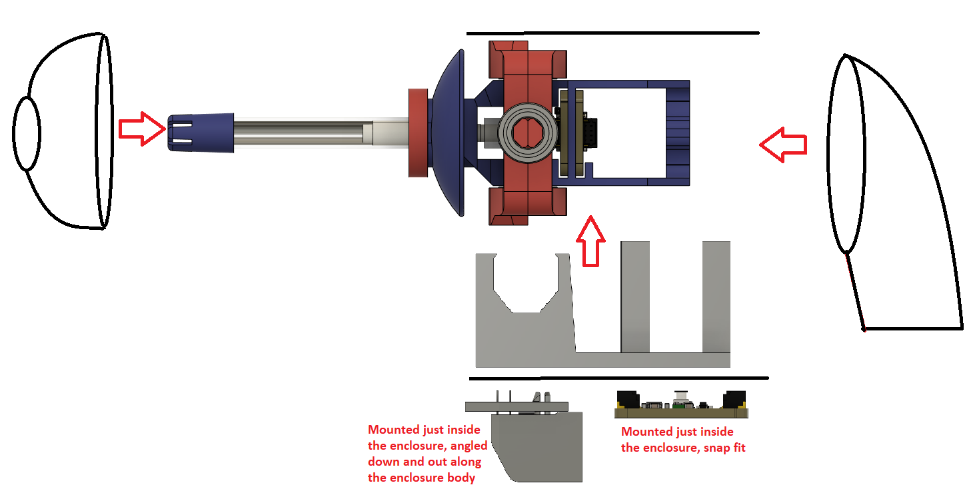 Mounted just inside
the enclosure, angled
down and out along
the enclosure body
Mounted just inside
the enclosure, snap fit